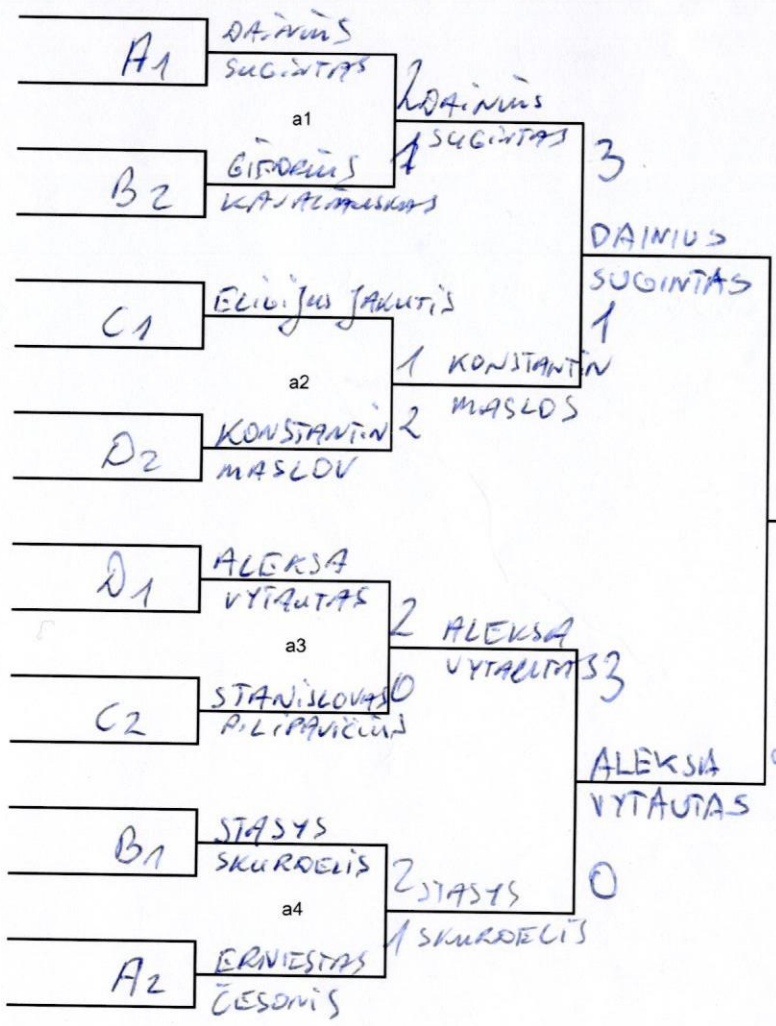 A1
DAINIUS
SUGINTAS
2
a1
1
B2
GIEDRIUS
DAINIUS
SUGINTAS
3
C1
ELIGIJUS JAKUTIS
a2
1
2
D2
KONSTANTIN
MASLOV
KONSTANTIN
MASLOS
1
DAINIUS
SUGINTAS
D1
ALEKSA
VYTAUTAS
2
a3
0
C2
STANISLOVAS
PILIPAVIČIUS
ALEKSA
VYTAUTAS
3
B1
STASYS
SKURDELIS
2
a4
1
A2
ERNIESTAS
ČESONIS
STASYS
SKURDELIS
0
ALEKSA
VYTAUTAS